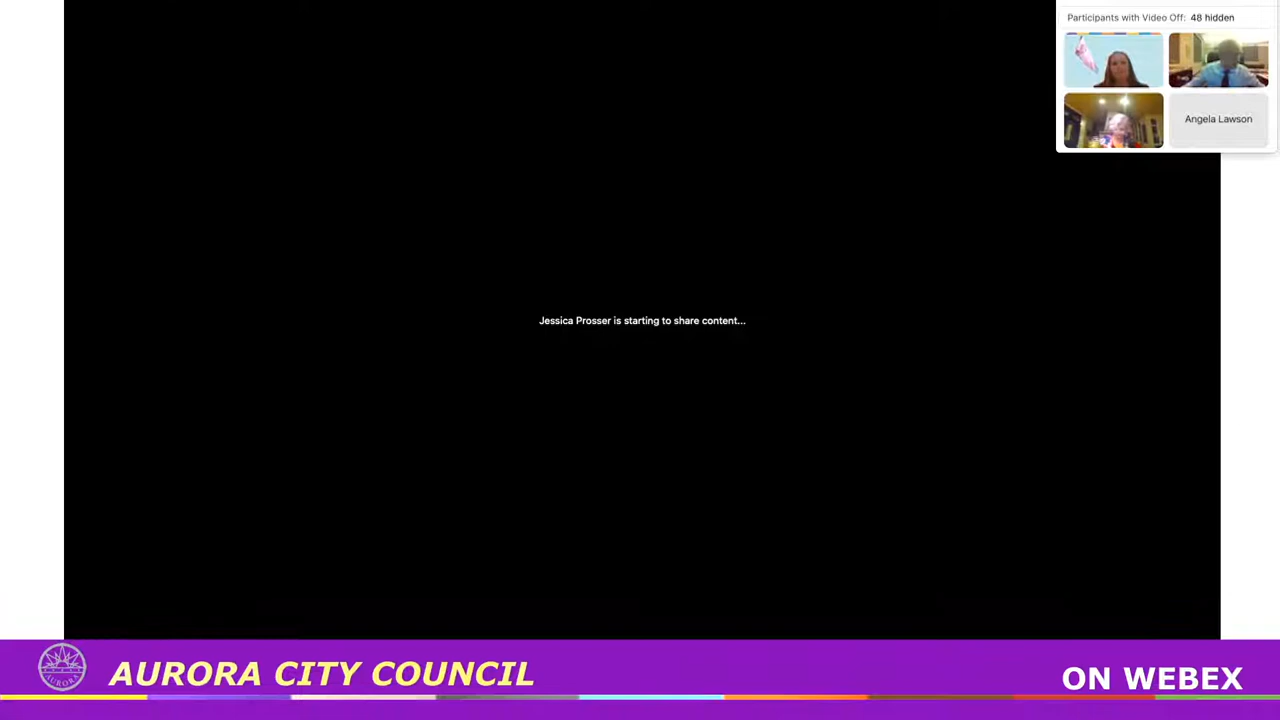 Participants with Video Off: 48 hidden
Angela Lawson
Jessica Prosser is starting to share content...
AURORA
AURORA CITY COUNCIL
ON WEBEX